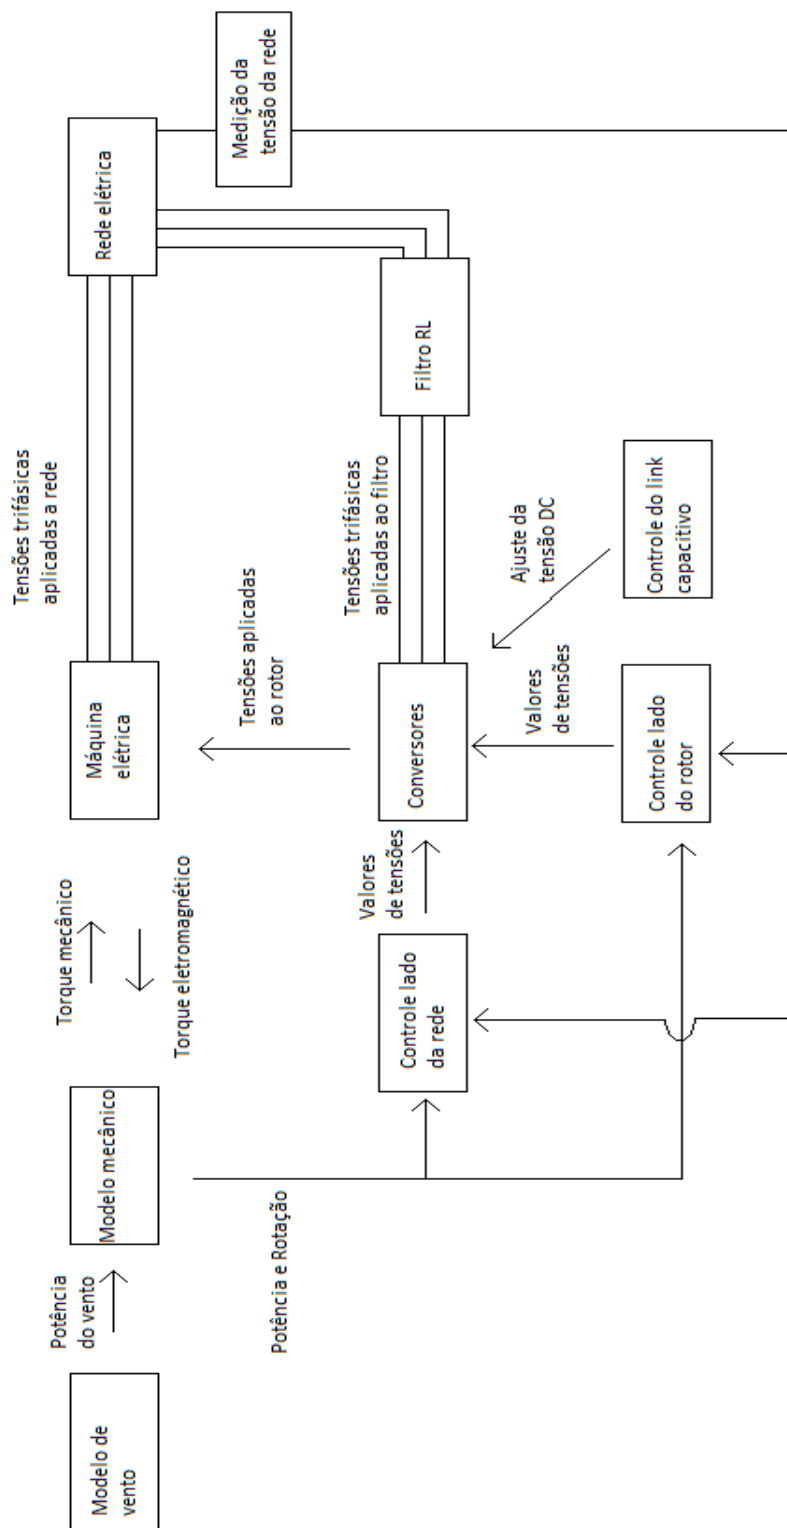 Modelo de
vento
Potência
do vento
Modelo mecânico
Torque mecânico
Torque eletromagnético
Máquina
elétrica
Tensões trifásicas
aplicadas a rede
Rede elétrica
Medição da
tensão da rede
Potência e Rotação
Controle lado
da rede
Valores
de tensões
Conversores
Tensões aplicadas
ao rotor
Tensões trifásicas
aplicadas ao filtro
Filtro RL
Ajuste da
tensão DC
Valores
de tensões
Controle lado
do rotor
Controle do link
capacitivo